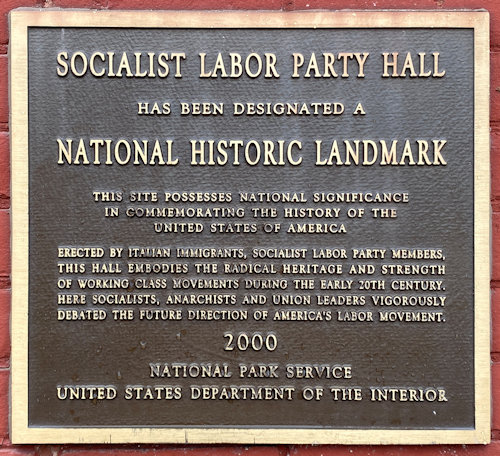 SOCIALIST LABOR PARTY HALL
HAS BEEN DESIGNATED A
NATIONAL HISTORIC LANDMARK
THIS SITE POSSESSES NATIONAL SIGNIFICANCE
IN COMMEMORATING THE HISTORY OF THE
UNITED STATES OF AMERICA
ERECTED BY ITALIAN IMMIGRANTS, SOCIALIST LABOR PARTY MEMBERS,
THIS HALL EMBODIES THE RADICAL HERITAGE AND STRENGTH
OF WORKING CLASS MOVEMENTS DURING THE EARLY 20TH CENTURY.
HERE SOCIALISTS, ANARCHISTS AND UNION LEADERS VIGOROUSLY
DEBATED THE FUTURE DIRECTION OF AMERICA'S LABOR MOVEMENT.
2000
NATIONAL PARK SERVICE
UNITED STATES DEPARTMENT OF THE INTERIOR